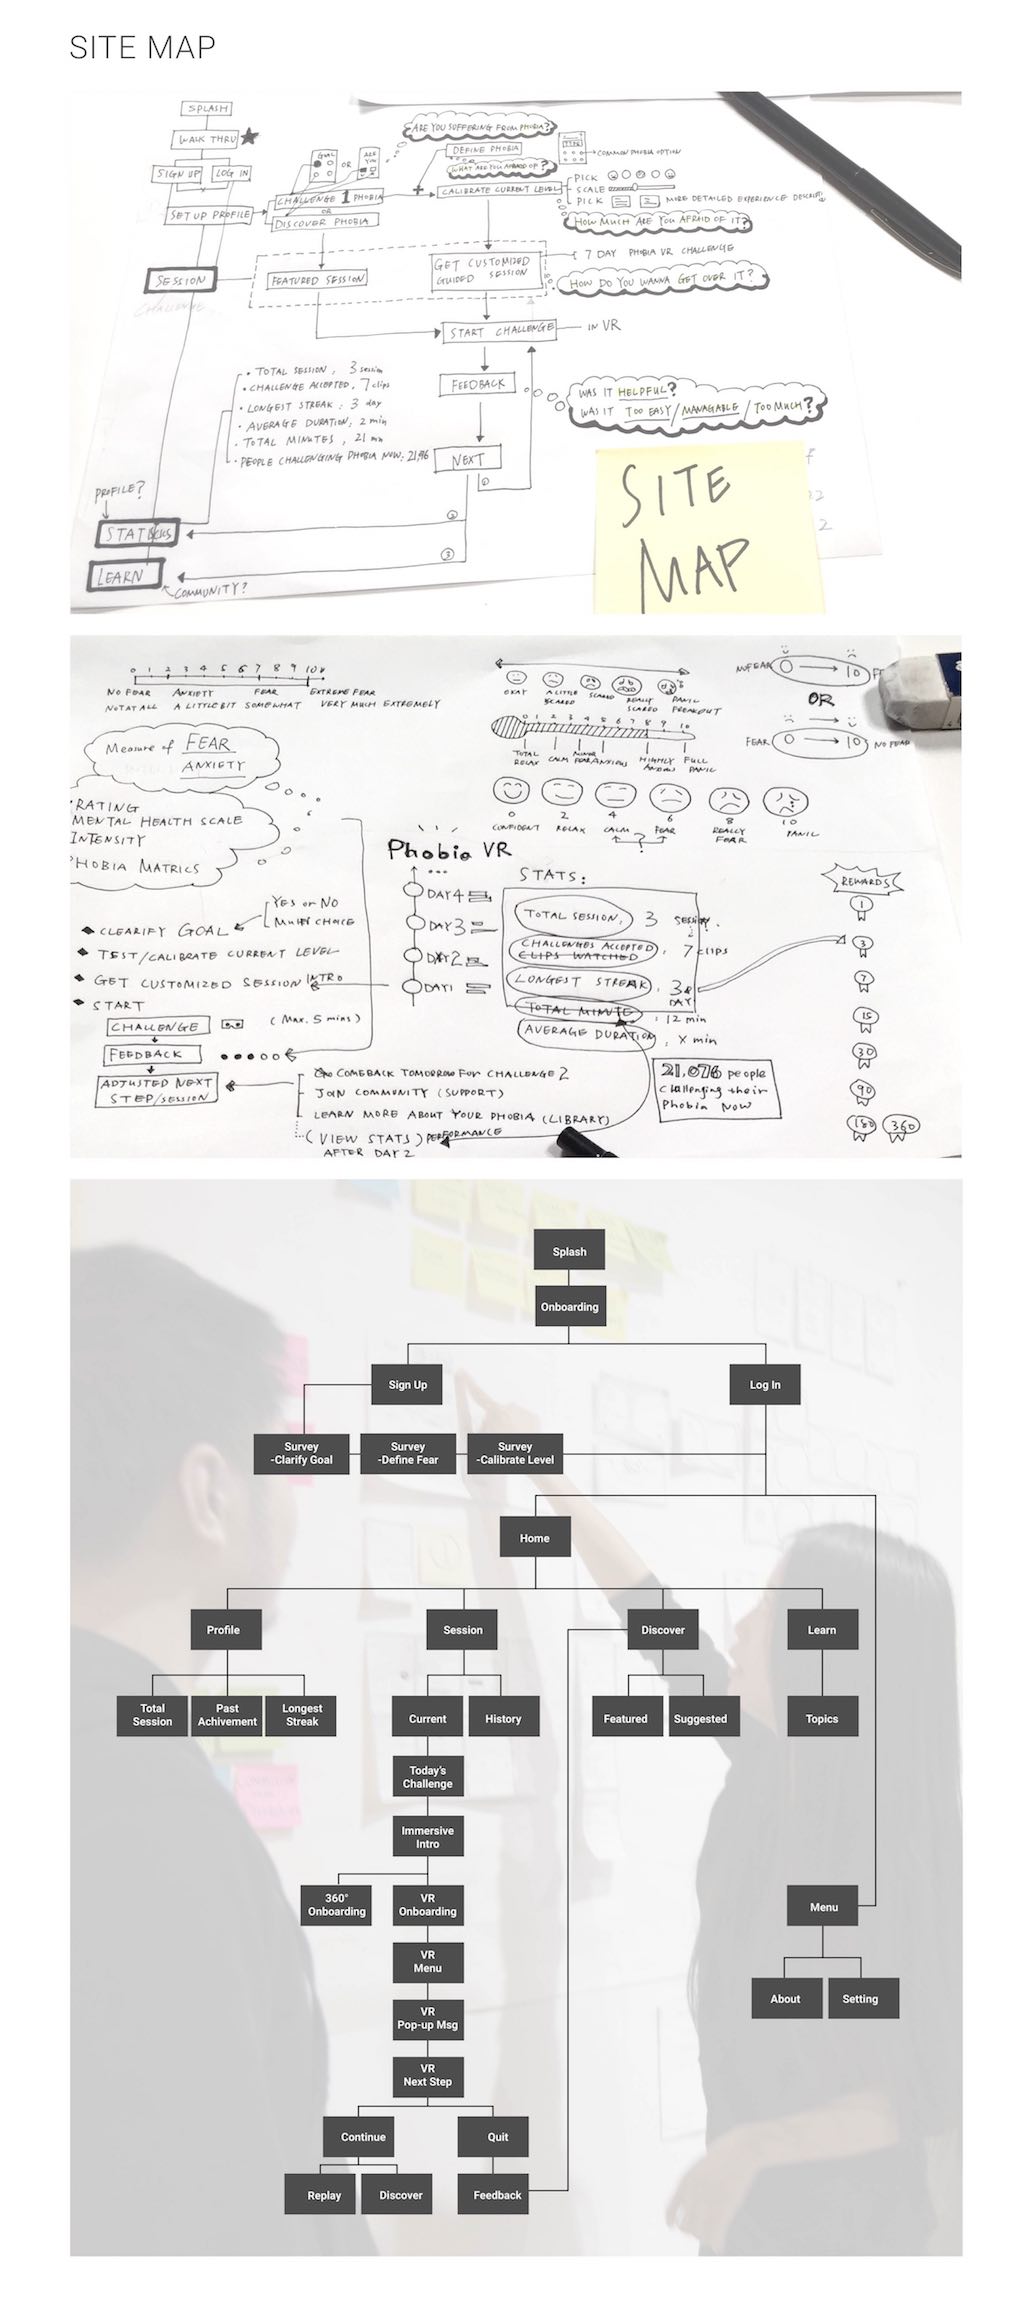 SITE MAP
SPLASH
WALK THRU
SIGN UP
LOG IN
SET UP PROFILE
GOAL
OR
ARE YOU
CHALLENGE 1 PHOBIA
OR
DISCOVER PHOBIA
ARE YOU SUFFERING FROM PHOBIA?
DEFINE PHOBIA
WHAT ARE YOU AFRAID OF?
COMMON PHOBIA OPTION
CALIBRATE CURRENT LEVEL
PICK
SCALE
PICK
MORE DETAILED EXPERIENCE
HOW MUCH ARE YOU AFRAID OF IT?
SESSION
CHALLENGE
FEATURED SESSION
GET CUSTOMIZED
GUIDED SESSION
7 DAY PHOBIA VR CHALLENGE
HOW DO YOU WANNA GET OVER IT?
START CHALLENGE
IN VR
FEEDBACK
WAS IT HELPFUL?
WAS IT TOO EASY/MANAGABLE/TOO MUCH?
NEXT
• TOTAL SESSION, 3 session
• CHALLENGE ACCEPTED, 7 clips
• LONGEST STREAK: 3 day
• AVERAGE DURATION, 2 min
• TOTAL MINUTES, 21 mn
• PEOPLE CHALLENGING PHOBIA NOW:
1
2
3
PROFILE?
LEARN
COMMUNITY?
SITE
MAP
0 1 2 3 4 5 6 7 8 9 10
NO FEAR ANXIETY FEAR EXTREME FEAR
NOT AT ALL A LITTLE BIT SOMEWHAT VERY MUCH EXTREMELY
Measure of FEAR
ANXIETY
RATING
MENTAL HEALTH SCALE
INTENSITY
PHOBIA MATRICS
OKAY
A LITTLE SCARED
SCARED
REALLY SCARED
PANIC FREAKOUT
0 1 2 3 4 5 6 7 8 9 10
TOTAL RELAX
CALM
MINOR FEAR
ANXIOUS
HIGHLY ANXIOUS
FULL PANIC
NO FEAR 0 → 10 F
OR
FEAR 0 → 10 NO FEAR
0 2 4 6 8 10
CONFIDENT RELAX CALM FEAR REALLY FEAR PANIC
?
Phobia VR
DAY 4
DAY 3
DAY 2
DAY 1
STATS:
TOTAL SESSION, 3 session.
CHALLENGES ACCEPTED, 7 clips
CLIPS WATCHED
LONGEST STREAK, 3 DAY
TOTAL MINUTE : 12 min
AVERAGE DURATION, X min
21,076 people
challenging their
Phobia Now
REWARDS
1
3
7
15
30
90
180 360
◆ CLEARIFY GOAL
YES or NO
MULTI CHOICE
◆ TEST/CALIBRATE CURRENT LEVEL
◆ GET CUSTOMIZED SESSION INTRO
◆ START
CHALLENGE
(Max. 5 mins)
FEEDBACK
ADJUSTED NEXT
STEP/SESSION
COMEBACK TOMORROW FOR CHALLENGE 2
JOIN COMMUNITY (SUPPORT)
LEARN MORE ABOUT YOUR PHOBIA (LIBRARY)
(VIEW STATS) PERFORMANCE
AFTER DAY 2
Splash
Onboarding
Sign Up
Log In
Survey
-Clarify Goal
Survey
-Define Fear
Survey
-Calibrate Level
Home
Profile
Session
Discover
Learn
Total
Session
Past
Achivement
Longest
Streak
Current
History
Featured
Suggested
Topics
Today's
Challenge
Immersive
Intro
360°
Onboarding
VR
Onboarding
VR
Menu
VR
Pop-up Msg
VR
Next Step
Menu
About
Setting
Continue
Quit
Replay
Discover
Feedback